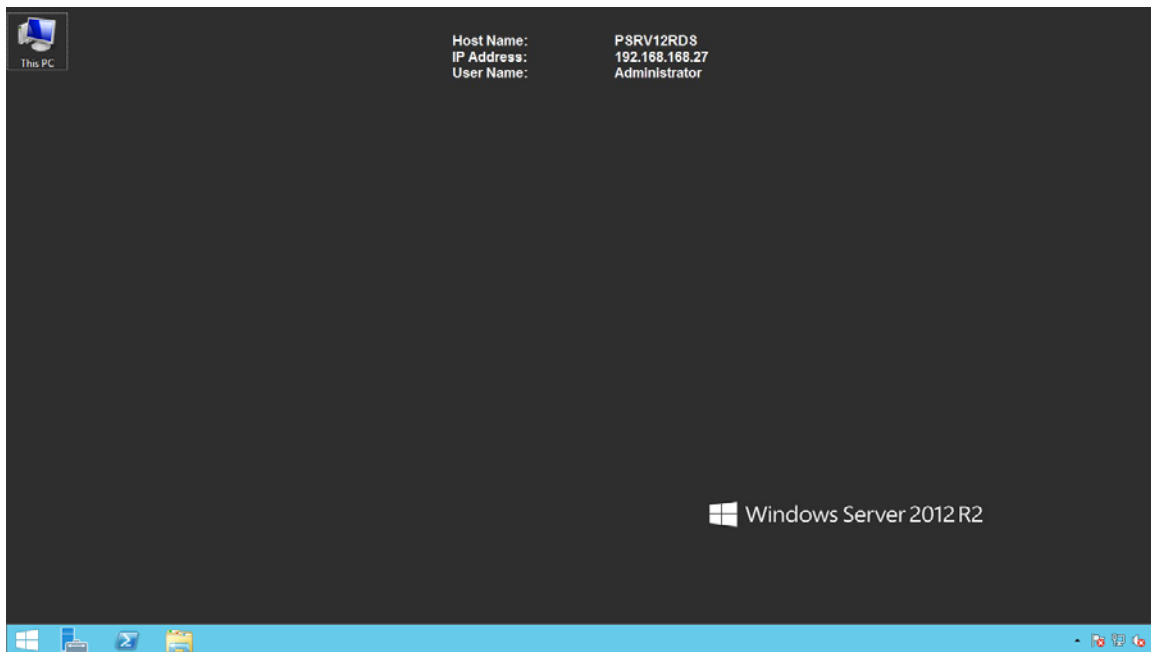 This PC
Host Name: PSRV12RDS
IP Address: 192.168.168.27
User Name: Administrator
Windows Server 2012 R2